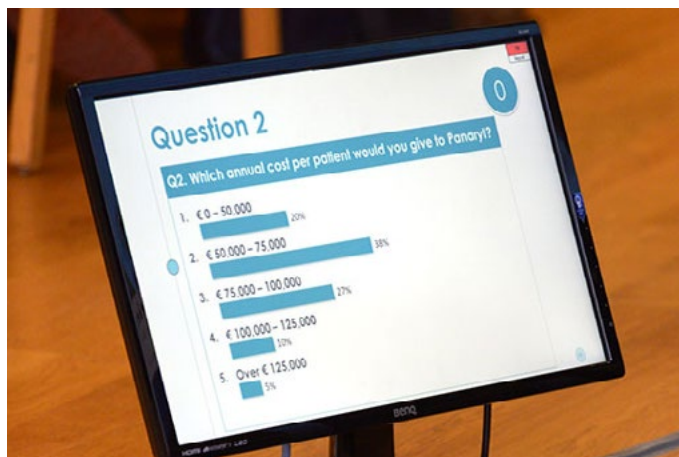 Question 2
0
Q2. Which annual cost per patient would you give to Panaryl?
1. € 0 – 50.000
20%
2. € 50.000 – 75.000
38%
3. € 75.000 – 100.000
27%
4. € 100.000 – 125.000
10%
5. Over € 125.000
5%
BenQ
HDMI